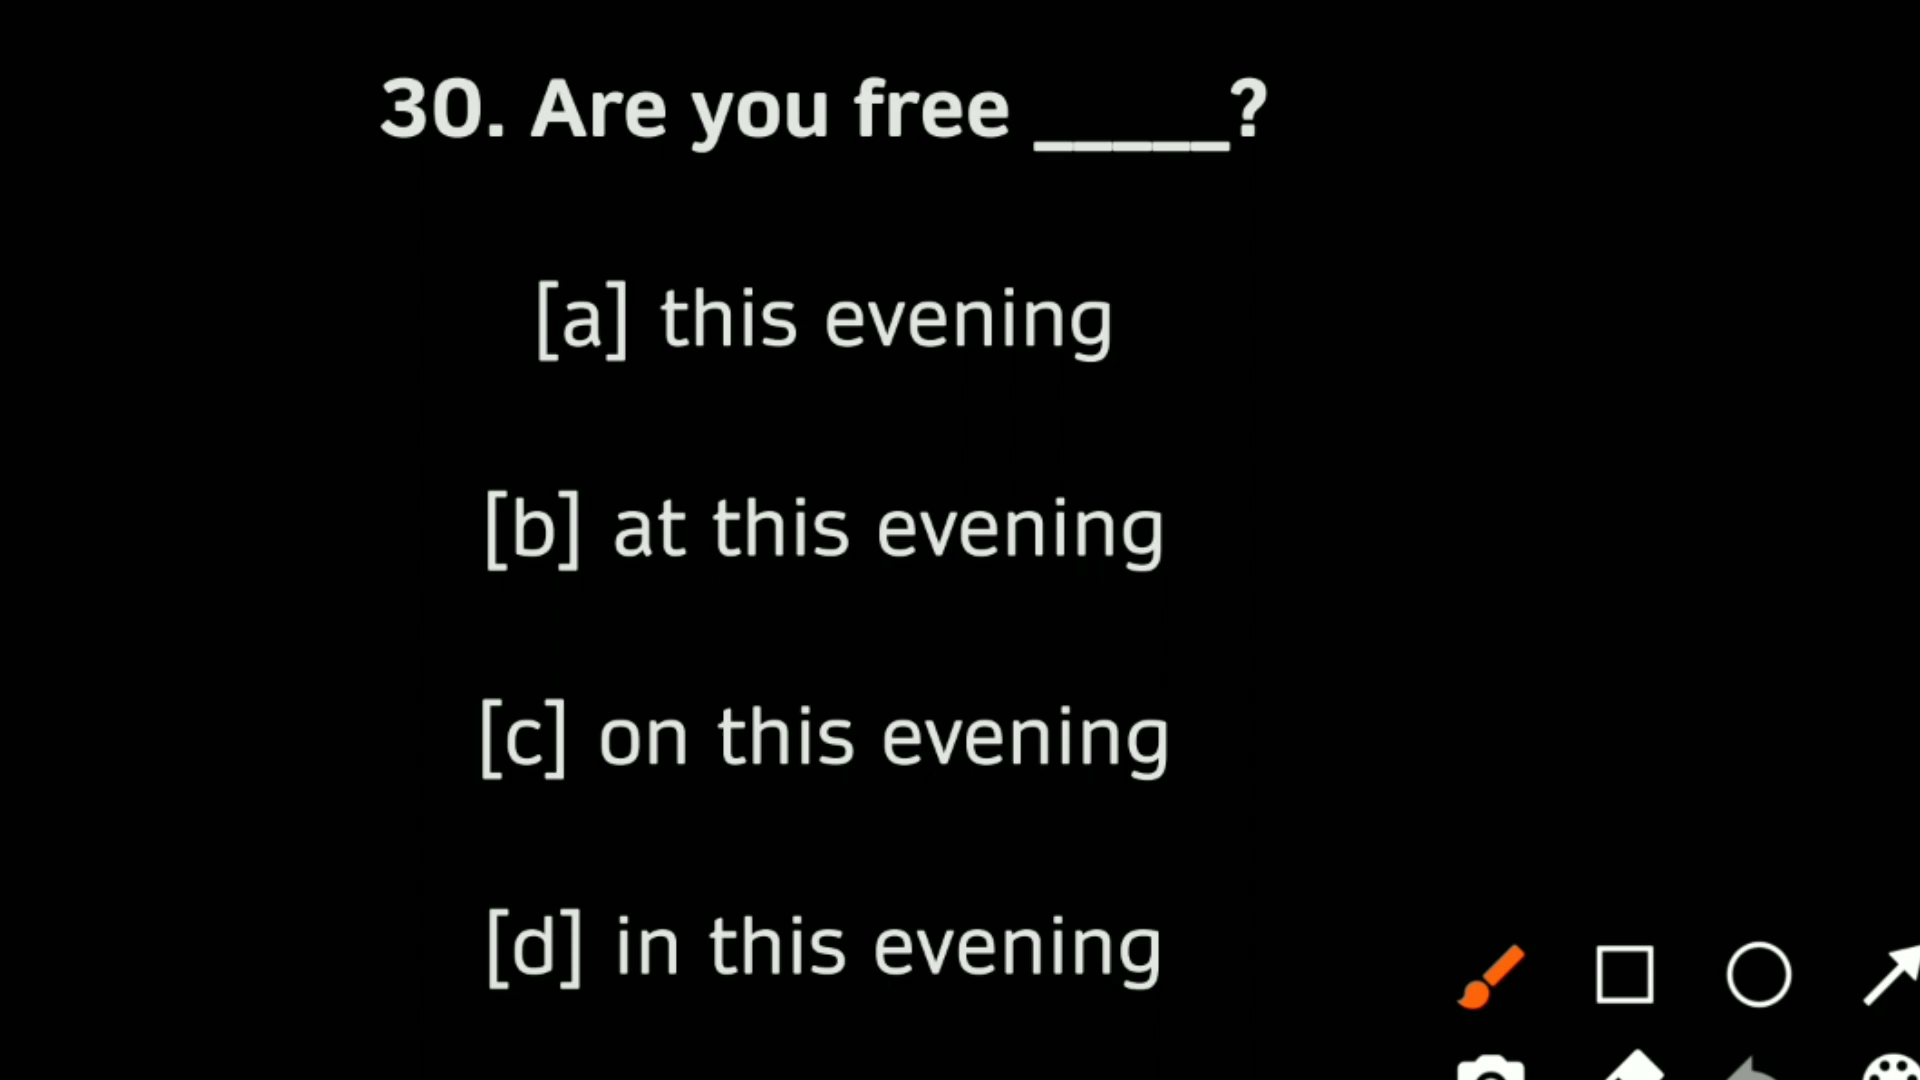 30. Are you free _____?
[a] this evening
[b] at this evening
[c] on this evening
[d] in this evening